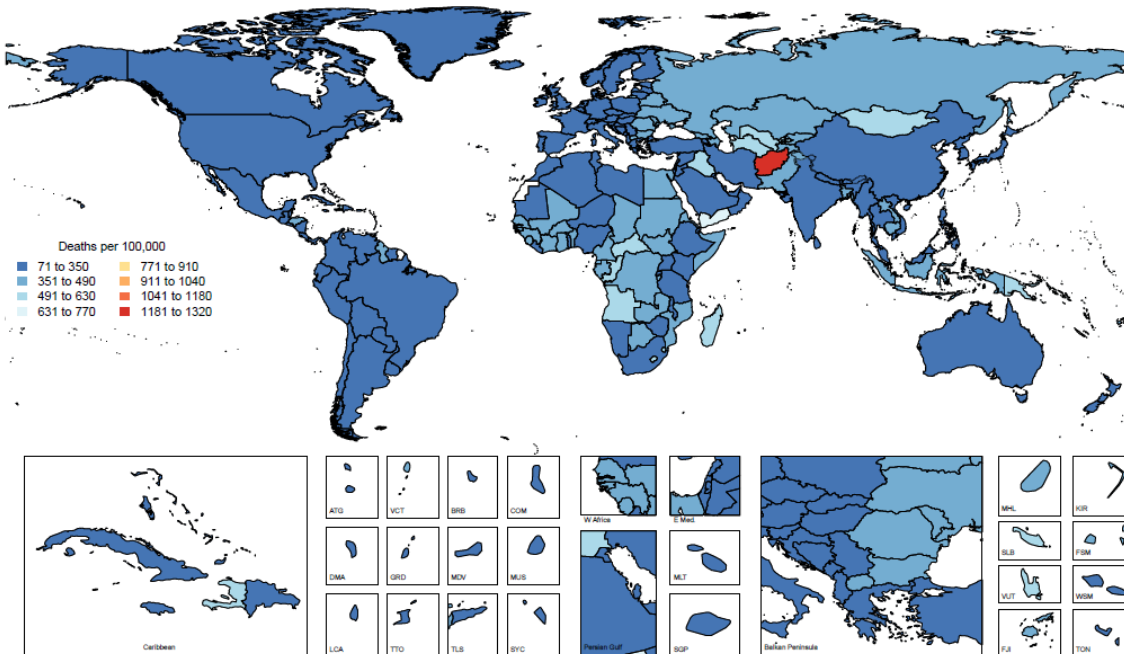 Deaths per 100,000
71 to 350
351 to 490
491 to 630
631 to 770
771 to 910
911 to 1040
1041 to 1180
1181 to 1320
Caribbean
ATG
VCT
BRB
COM
DMA
GRD
MDV
MUS
LCA
TTO
TLS
SYC
W Africa
E Med.
Persian Gulf
MLT
SGP
Balkan Peninsula
MHL
KIR
SLB
FSM
VUT
WSM
FJI
TON